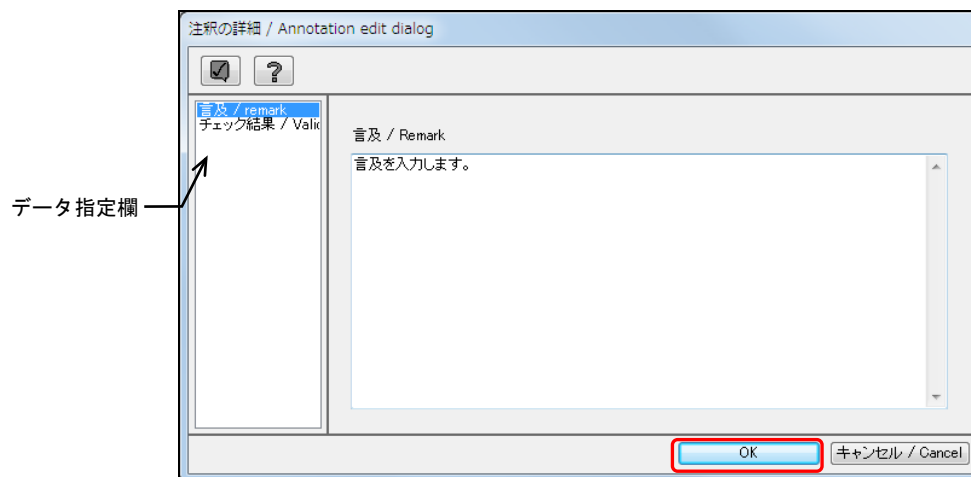 注釈の詳細 / Annotation edit dialog
?
言及 / remark
チェック結果 / Valid
言及 / Remark
言及を入力します。
データ指定欄
OK
キャンセル / Cancel